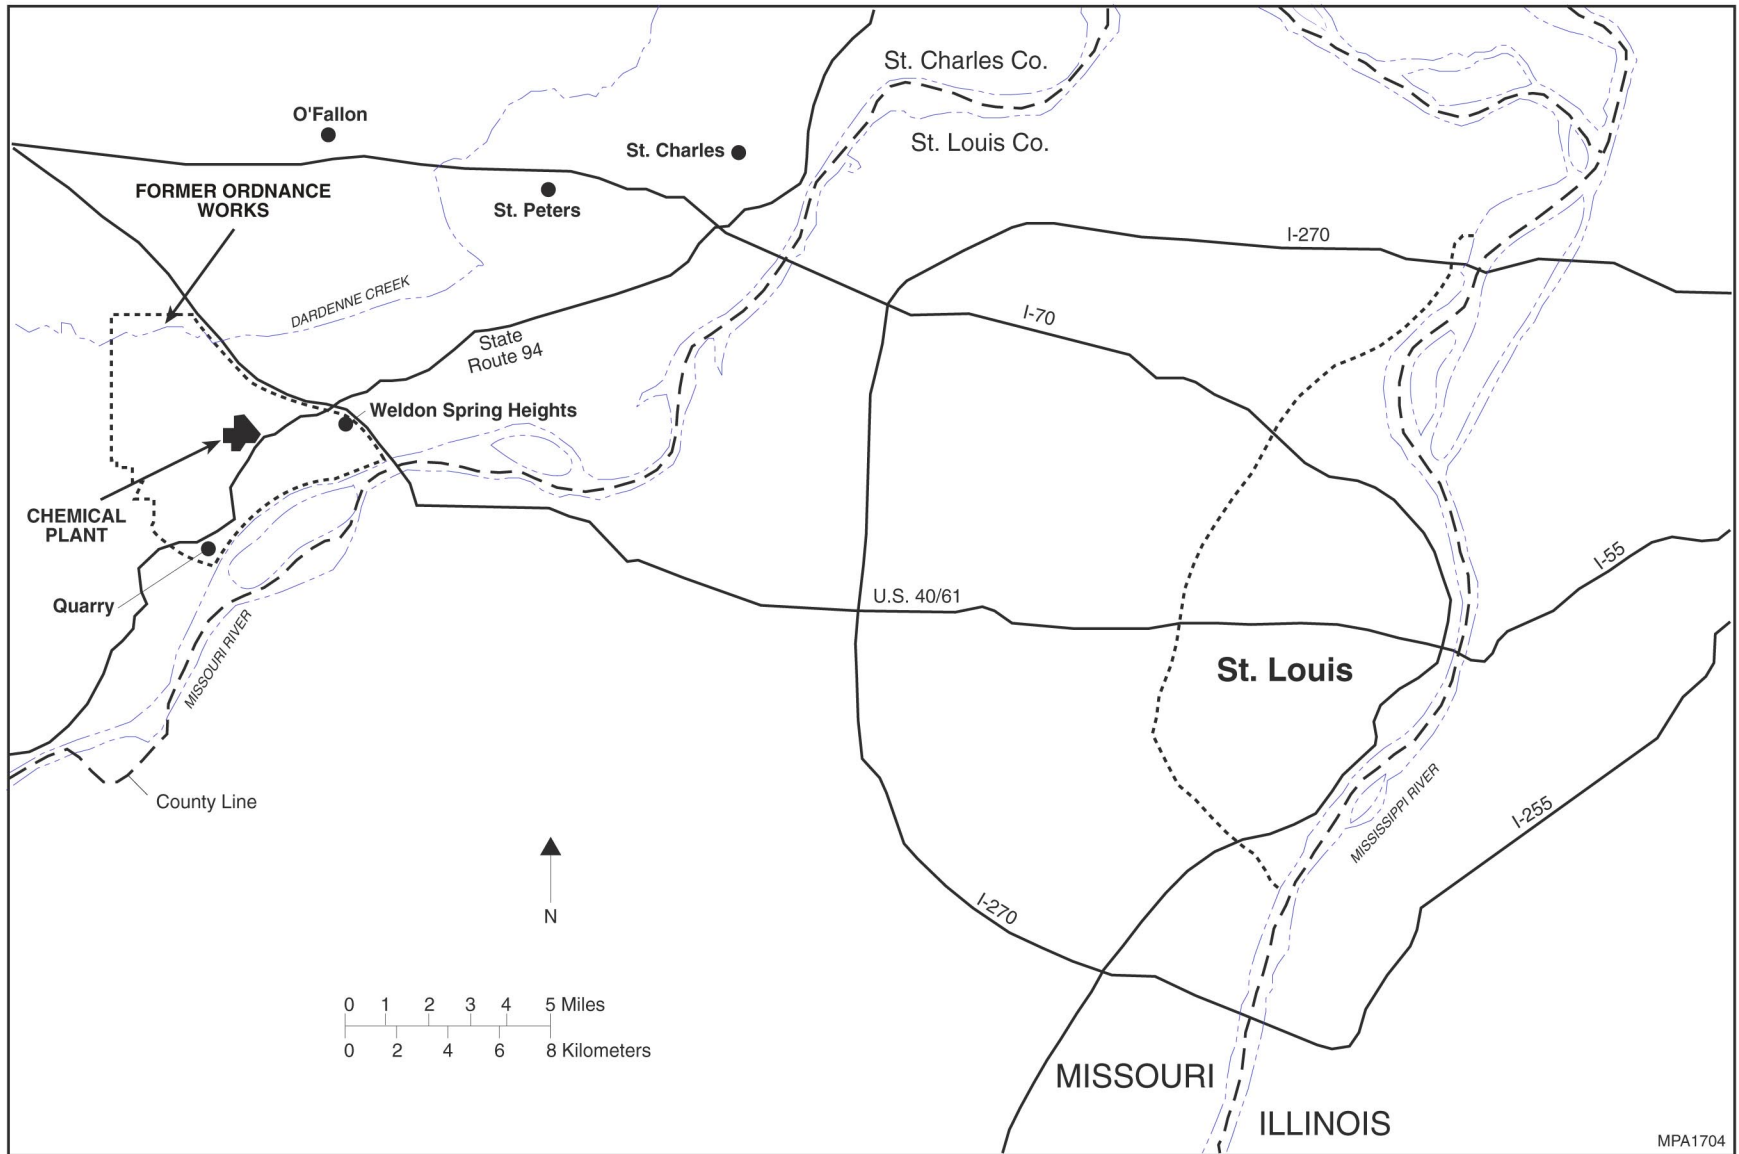 St. Charles Co.
O'Fallon
St. Louis Co.
St. Charles
FORMER ORDNANCE
WORKS
St. Peters
I-270
DARDENNE CREEK
I-70
State
Route 94
Weldon Spring Heights
CHEMICAL
PLANT
I-55
U.S. 40/61
Quarry
MISSOURI RIVER
St. Louis
County Line
MISSISSIPPI RIVER
I-255
N
I-270
0 1 2 3 4 5 Miles
0 2 4 6 8 Kilometers
MISSOURI
ILLINOIS
MPA1704